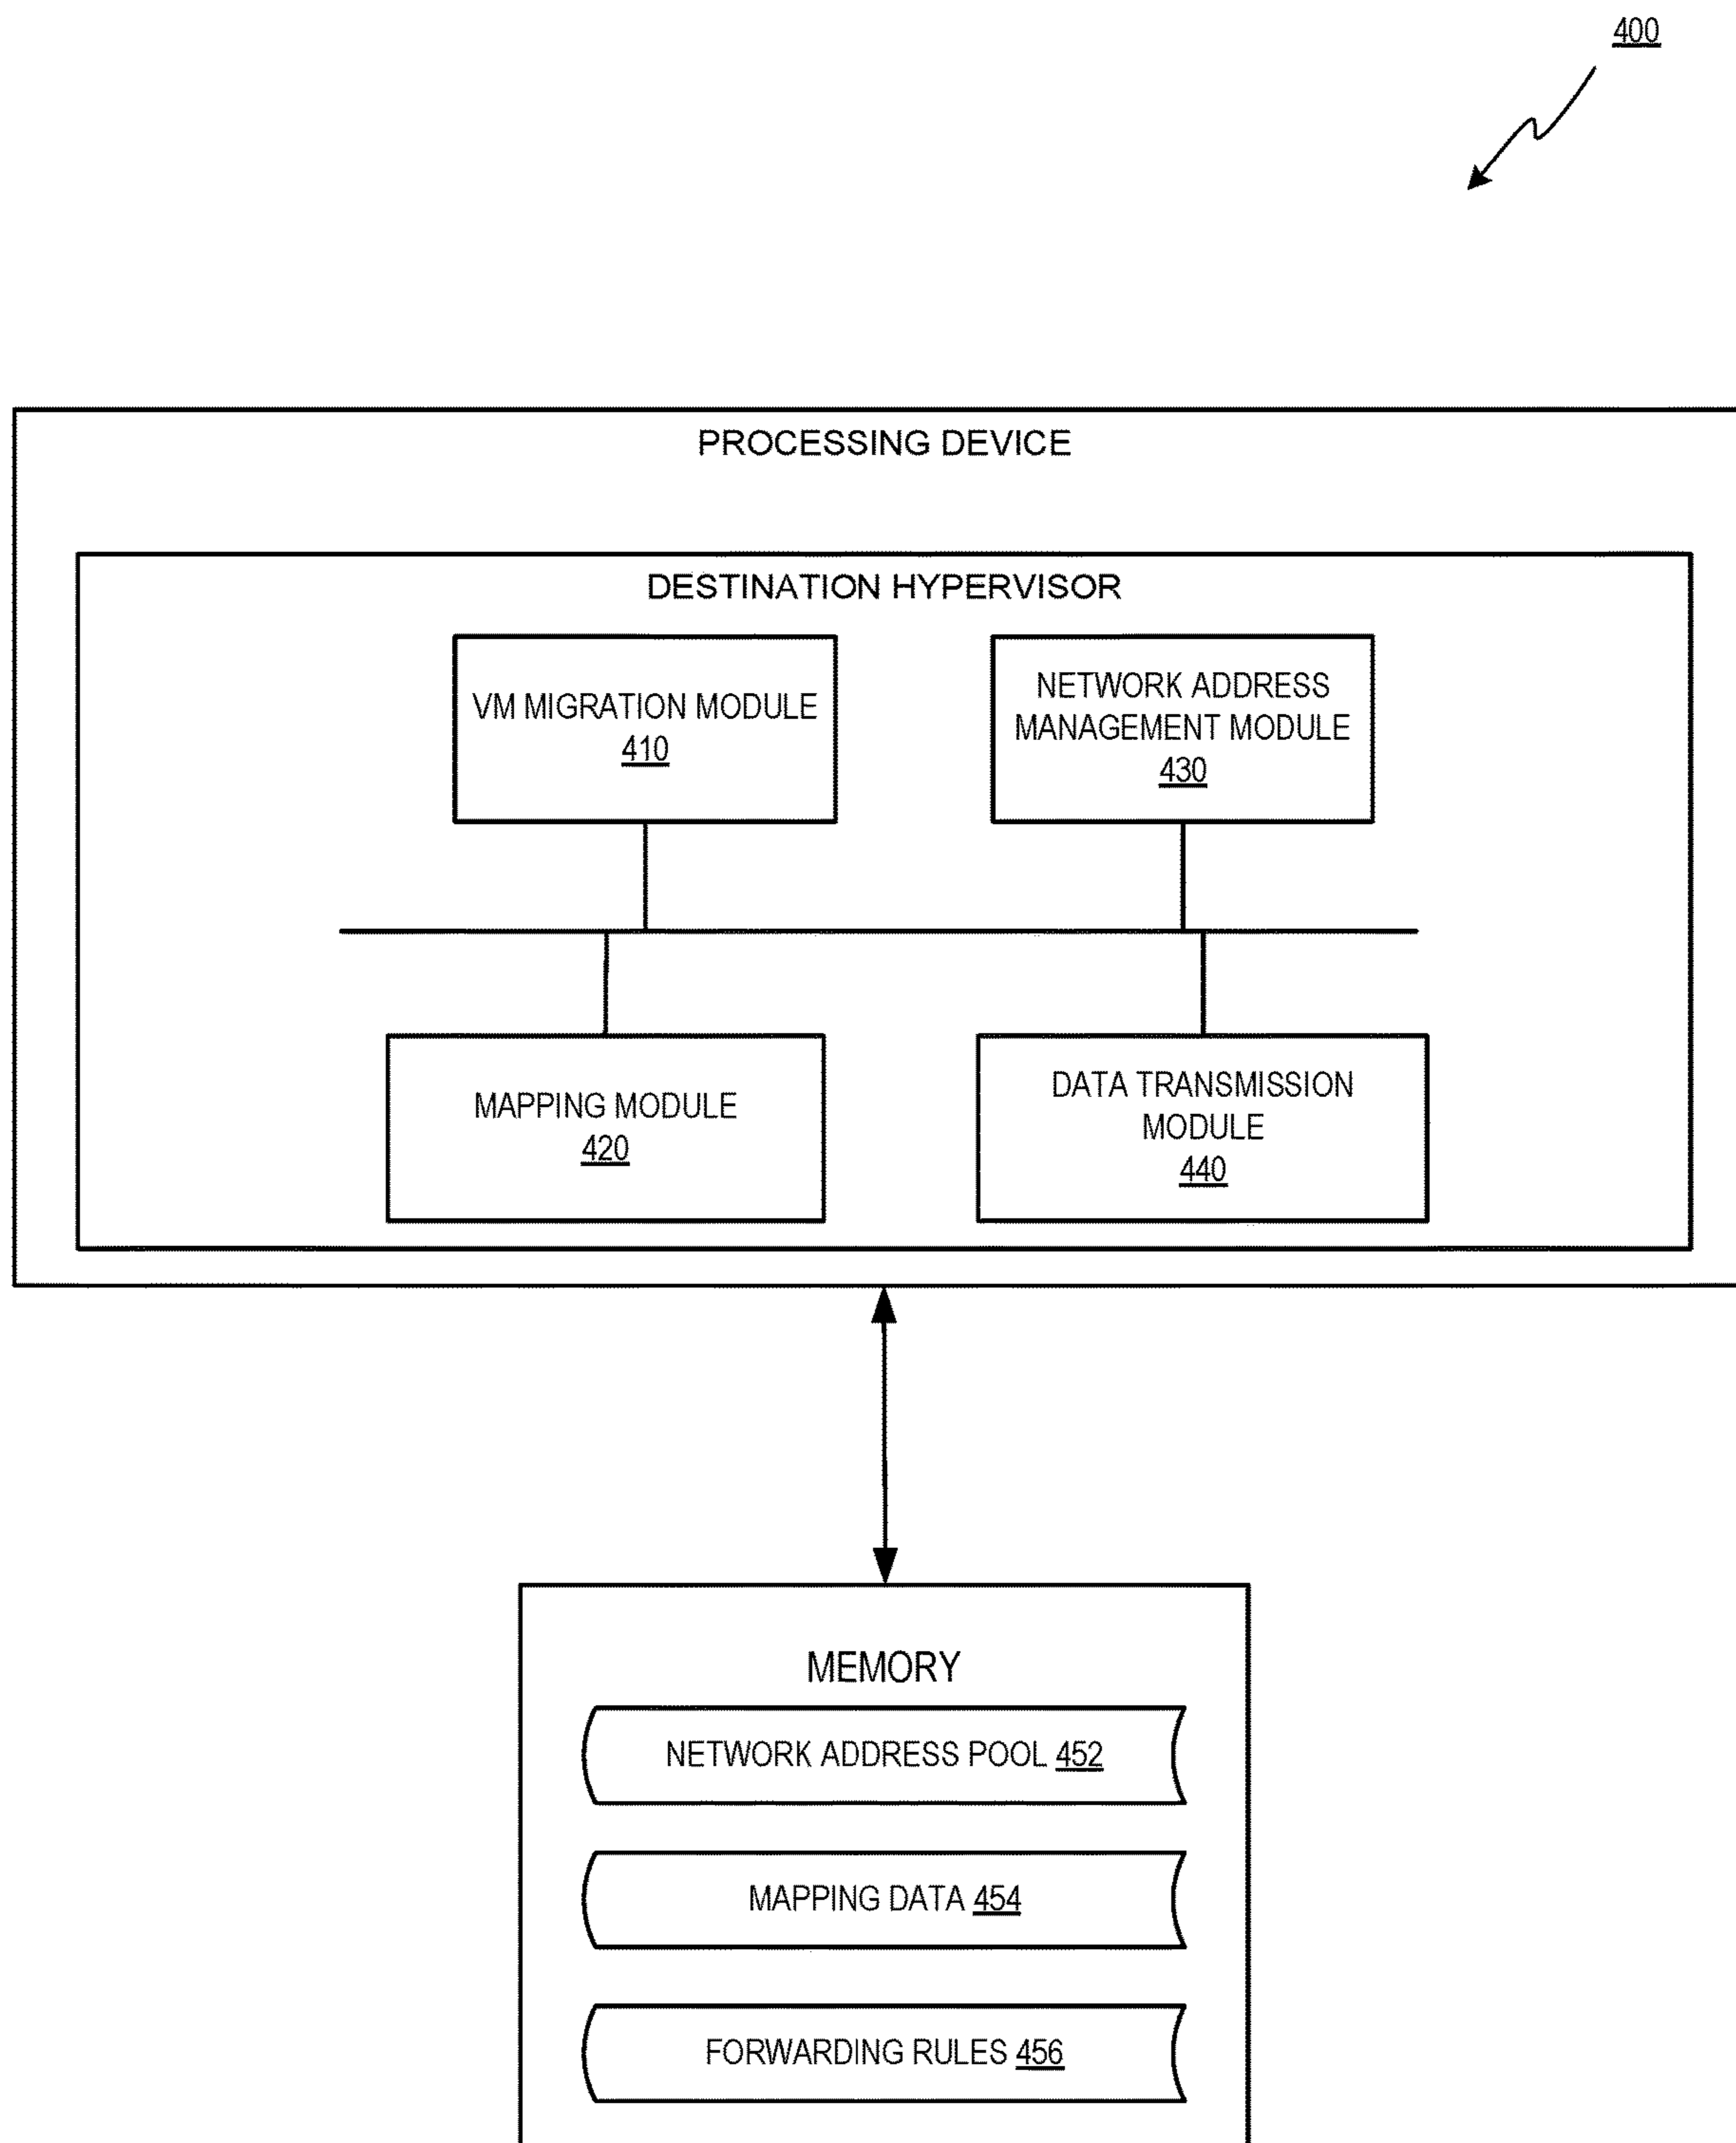 400
PROCESSING DEVICE
DESTINATION HYPERVISOR
VM MIGRATION MODULE
410
NETWORK ADDRESS
MANAGEMENT MODULE
430
MAPPING MODULE
420
DATA TRANSMISSION
MODULE
440
MEMORY
NETWORK ADDRESS POOL 452
MAPPING DATA 454
FORWARDING RULES 456